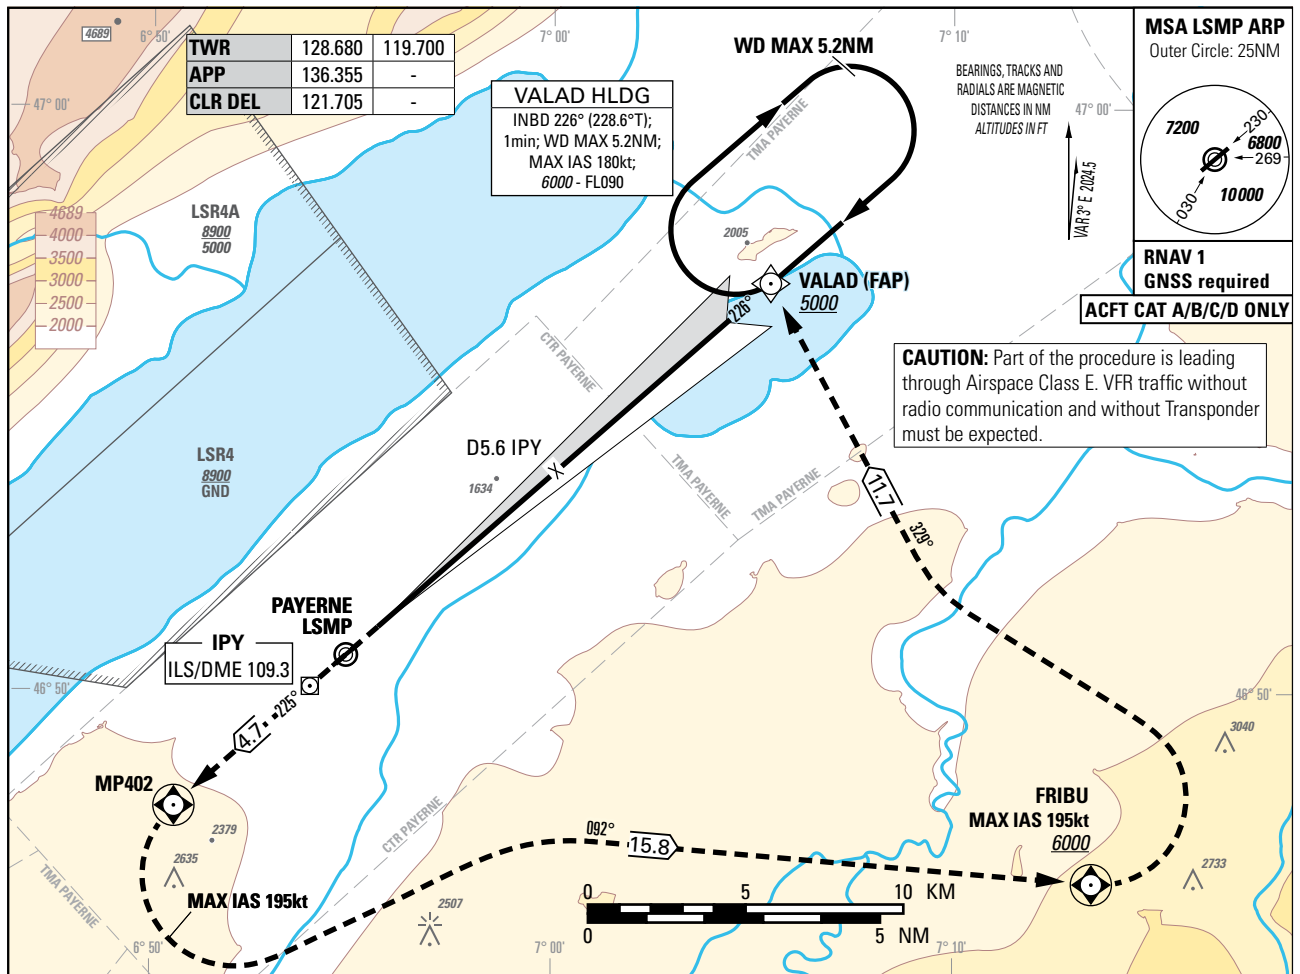 4689
6° 50'
7° 00'
7° 10'
TWR 128.680 119.700
APP 136.355 -
CLR DEL 121.705 -
WD MAX 5.2NM
MSA LSMP ARP
Outer Circle: 25NM
7200
230
6800
269
10000
030
BEARINGS, TRACKS AND
RADIALS ARE MAGNETIC
DISTANCES IN NM
ALTITUDES IN FT
47° 00'
47° 00'
VALAD HLDG
INBD 226° (228.6°T);
1min; WD MAX 5.2NM;
MAX IAS 180kt;
6000 - FL090
TMA PAYERNE
VAR 3° E 2024.5
LSR4A
8900
5000
4689
4000
3500
3000
2500
2000
2005
RNAV 1
GNSS required
ACFT CAT A/B/C/D ONLY
VALAD (FAP)
5000
226°
CTR PAYERNE
CAUTION: Part of the procedure is leading
through Airspace Class E. VFR traffic without
radio communication and without Transponder
must be expected.
LSR4
8900
GND
D5.6 IPY
X
1634
TMA PAYERNE
TMA PAYERNE
11.7
329°
PAYERNE
LSMP
IPY
ILS/DME 109.3
46° 50'
46° 50'
225°
4.7
3040
MP402
FRIBU
MAX IAS 195kt
6000
2379
2635
092°
15.8
CTR PAYERNE
2733
TMA PAYERNE
MAX IAS 195kt
2507
0 5 10 KM
0 5 NM
6° 50'
7° 00'
7° 10'